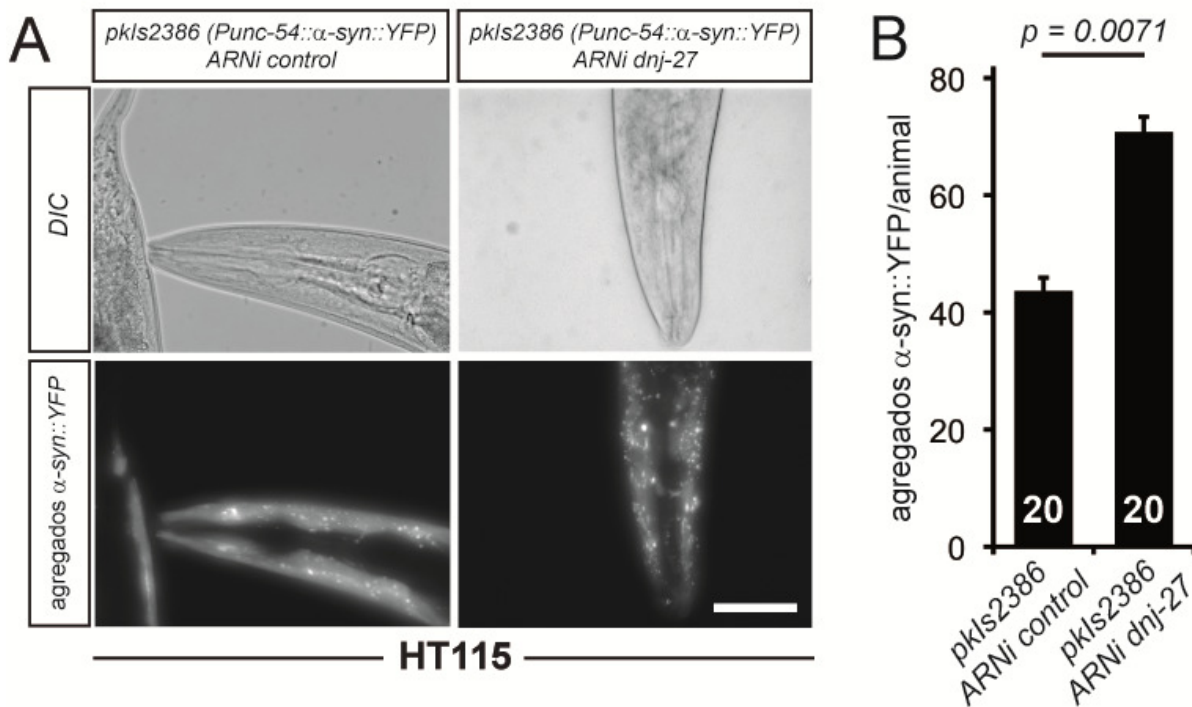 A
pkIs2386 (Punc-54::α-syn::YFP)
ARNi control
pkIs2386 (Punc-54::α-syn::YFP)
ARNi dnj-27
DIC
agregados α-syn::YFP
HT115
B
p = 0.0071
agregados α-syn::YFP/animal
80
60
40
20
0
20
20
pkIs2386
ARNi control
pkIs2386
ARNi dnj-27